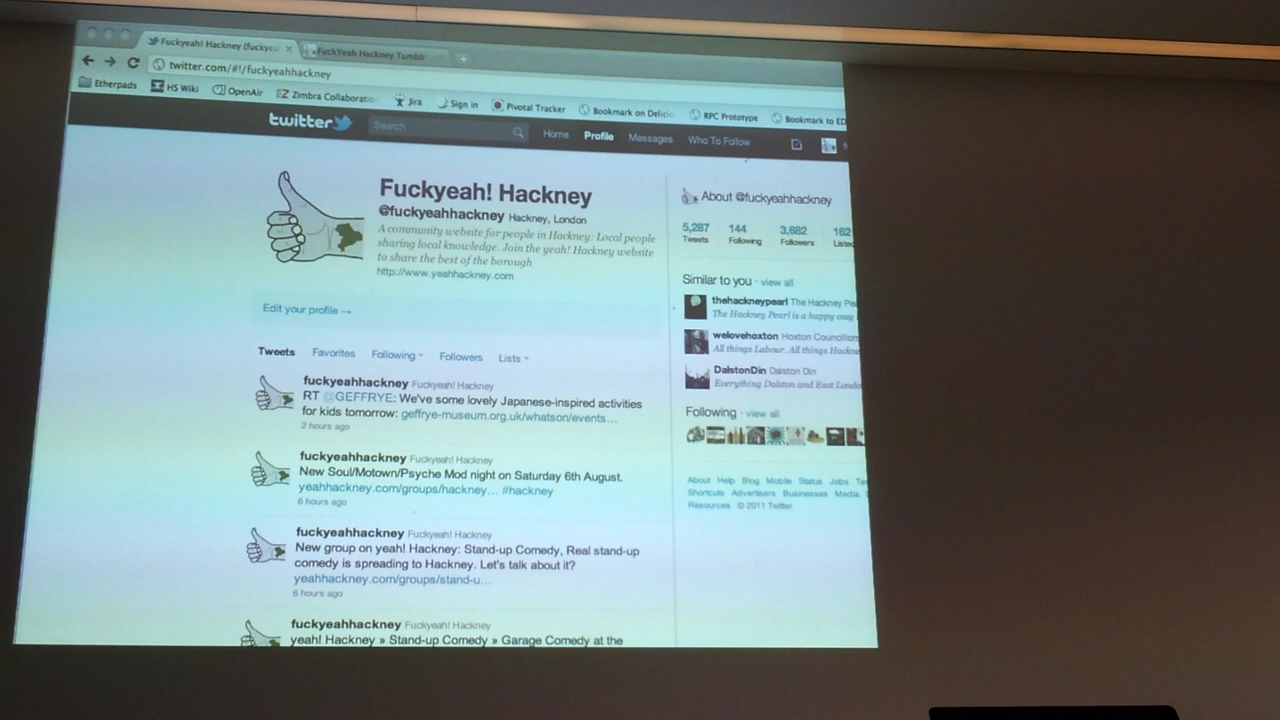 Fuckyeah! Hackney (fuckye
FuckYeah Hackney Tumblr
twitter.com/#!/fuckyeahhackney
Etherpads HS Wiki OpenAir Zimbra Collaboratio Jira Sign in Pivotal Tracker Bookmark on Delicio RPC Prototype Bookmark to ED
twitter Search Home Profile Messages Who To Follow
Fuckyeah! Hackney
@fuckyeahhackney Hackney, London
A community website for people in Hackney: Local people
sharing local knowledge. Join the yeah! Hackney website
to share the best of the borough
http://www.yeahhackney.com
Edit your profile →
Tweets Favorites Following Followers Lists
fuckyeahhackney Fuckyeah! Hackney
RT @GEFFRYE: We've some lovely Japanese-inspired activities
for kids tomorrow: geffrye-museum.org.uk/whatson/events…
2 hours ago
fuckyeahhackney Fuckyeah! Hackney
New Soul/Motown/Psyche Mod night on Saturday 6th August.
yeahhackney.com/groups/hackney… #hackney
6 hours ago
fuckyeahhackney Fuckyeah! Hackney
New group on yeah! Hackney: Stand-up Comedy, Real stand-up
comedy is spreading to Hackney. Let's talk about it?
yeahhackney.com/groups/stand-u…
6 hours ago
fuckyeahhackney Fuckyeah! Hackney
yeah! Hackney » Stand-up Comedy » Garage Comedy at the
About @fuckyeahhackney
5,287 144 3,682 162
Tweets Following Followers Listed
Similar to you · view all
thehackneypearl The Hackney Pe
The Hackney Pearl is a happy cosy
welovehoxton Hoxton Councillors
All things Labour. All things Hackne
DalstonDin Dalston Din
Everything Dalston and East Londo
Following · view all
About Help Blog Mobile Status Jobs Te
Shortcuts Advertisers Businesses Media
Resources © 2011 Twitter